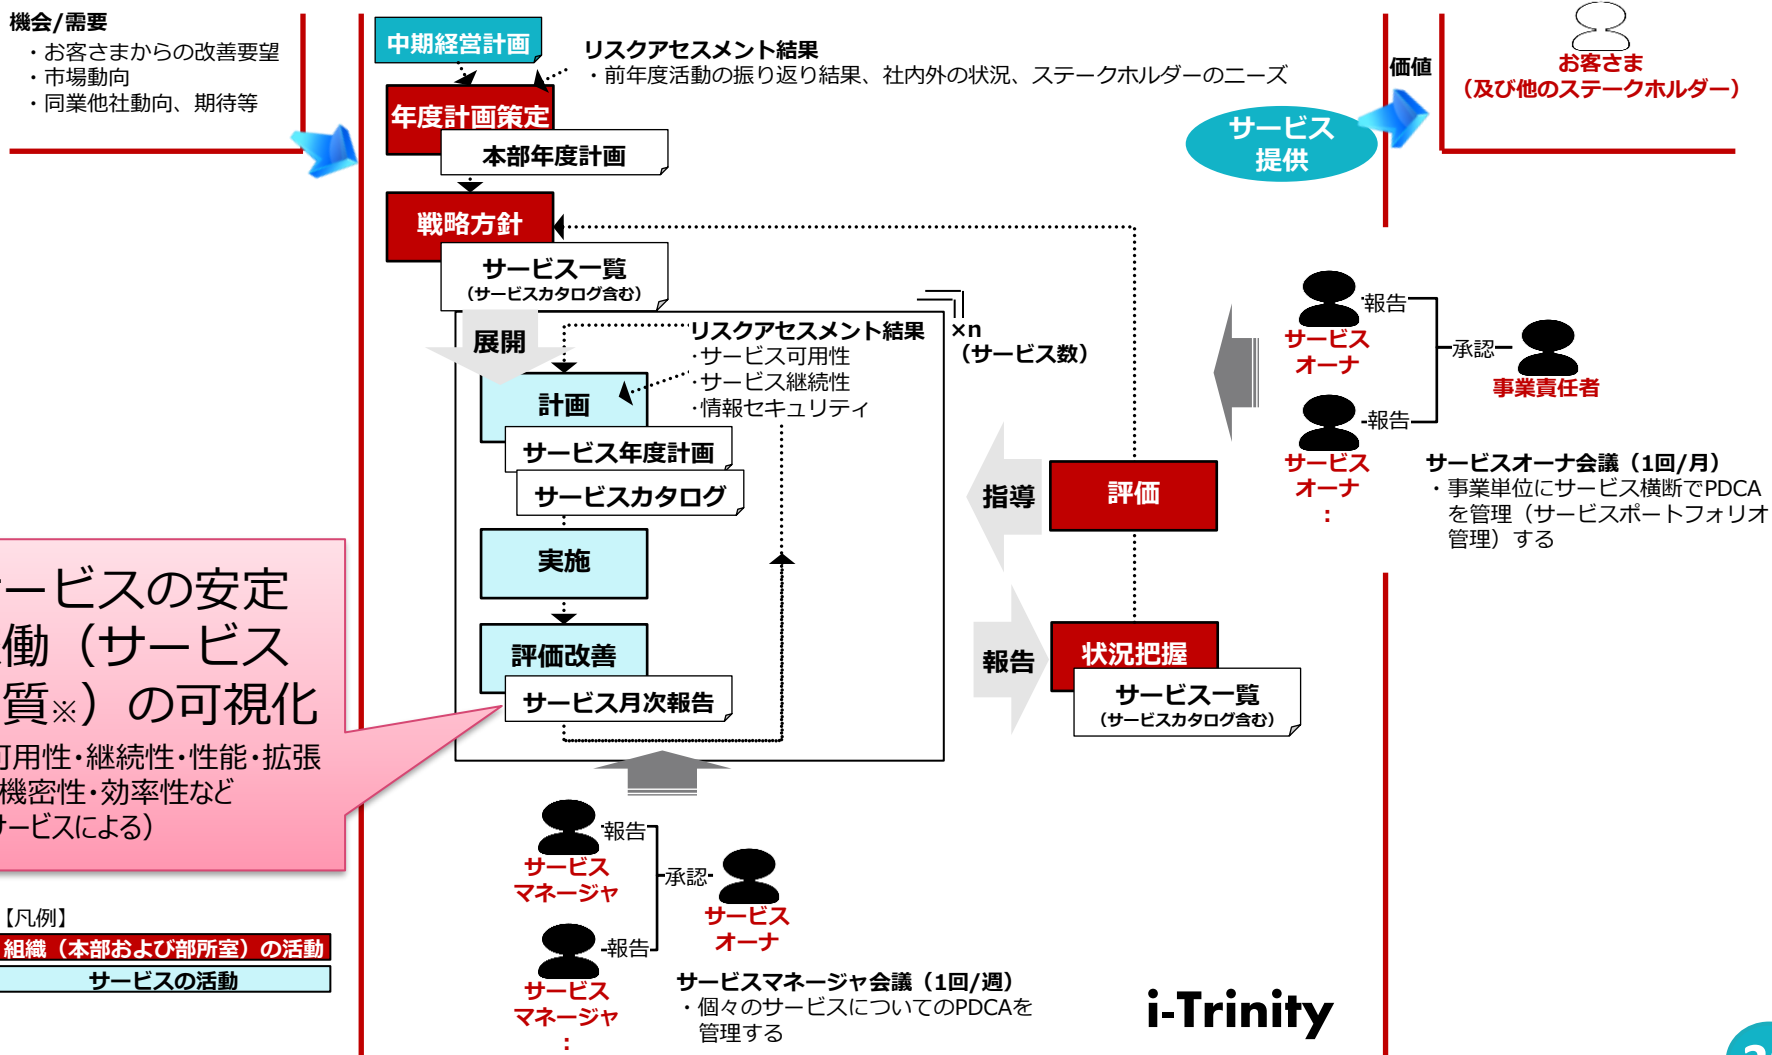 機会/需要
・お客さまからの改善要望
・市場動向
・同業他社動向、期待等
中期経営計画
リスクアセスメント結果
・前年度活動の振り返り結果、社内外の状況、ステークホルダーのニーズ
年度計画策定
本部年度計画
サービス
提供
価値
お客さま
（及び他のステークホルダー）
戦略方針
サービス一覧
（サービスカタログ含む）
展開
リスクアセスメント結果
・サービス可用性
・サービス継続性
・情報セキュリティ
×n
（サービス数）
計画
サービス年度計画
サービスカタログ
実施
評価改善
サービス月次報告
指導
評価
報告
状況把握
サービス一覧
（サービスカタログ含む）
報告
サービス
オーナ
承認
事業責任者
報告
サービス
オーナ
：
サービスオーナ会議（1回/月）
・事業単位にサービス横断でPDCA
を管理（サービスポートフォリオ
管理）する
ービスの安定
働（サービス
質※）の可視化
可用性・継続性・性能・拡張
機密性・効率性など
サービスによる）
報告
サービス
マネージャ
承認
サービス
オーナ
報告
サービス
マネージャ
：
サービスマネージャ会議（1回/週）
・個々のサービスについてのPDCAを
管理する
【凡例】
組織（本部および部所室）の活動
サービスの活動
i-Trinity